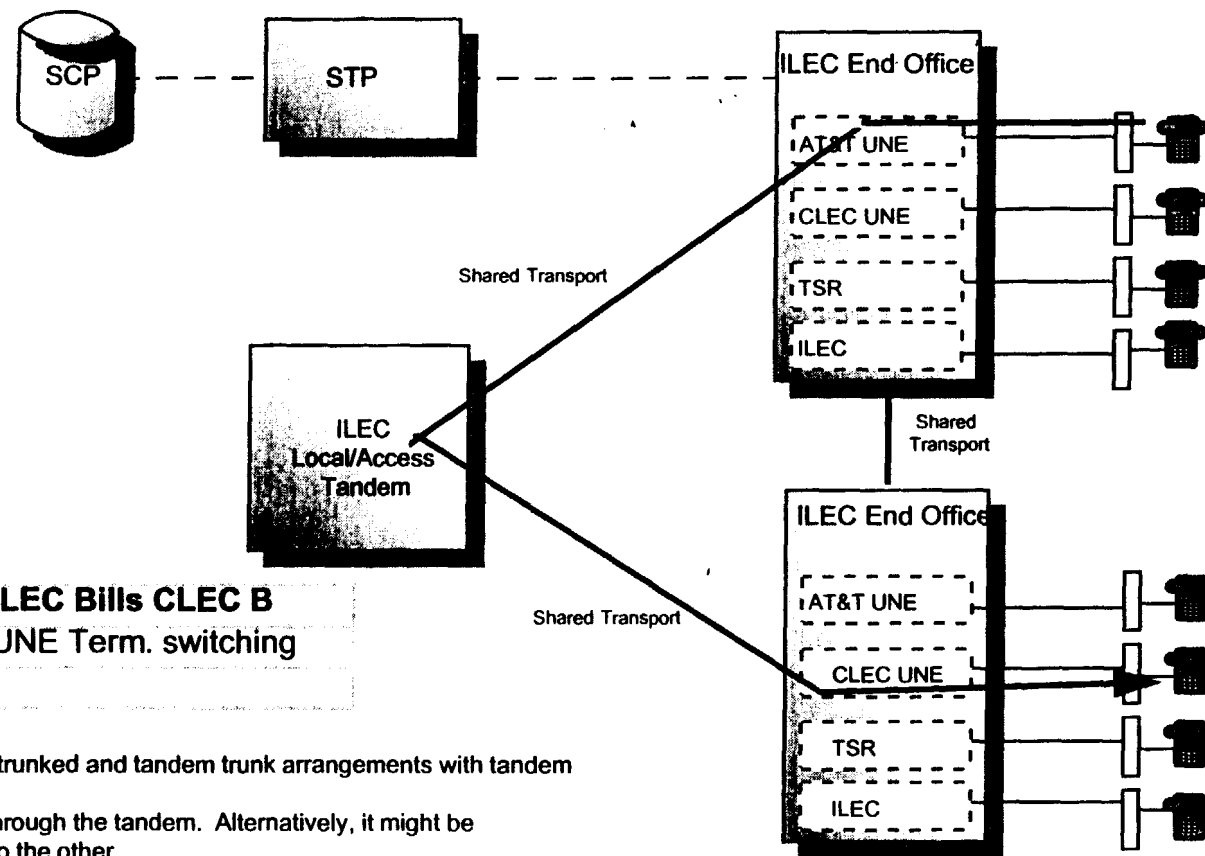 SCP
STP
ILEC End Office
AT&T UNE
CLEC UNE
TSR
ILEC
Shared Transport
Shared
Transport
ILEC
Local/Access
Tandem
ILEC End Office
AT&T UNE
CLEC UNE
TSR
ILEC
Shared Transport
LEC Bills CLEC B
UNE Term. switching
trunked and tandem trunk arrangements with tandem
hrough the tandem. Alternatively, it might be
o the other